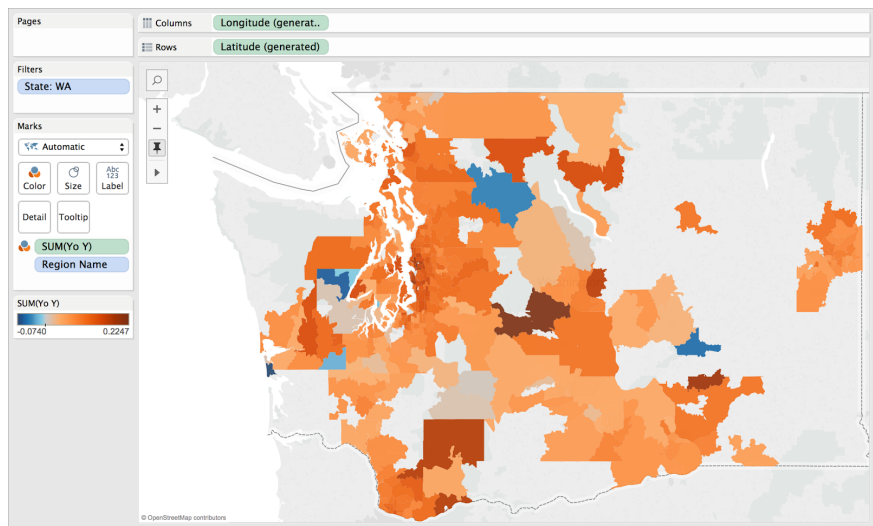 Pages
Columns
Longitude (generat..
Rows
Latitude (generated)
Filters
State: WA
Marks
Automatic
Color
Size
Abc
123
Label
Detail
Tooltip
SUM(Yo Y)
Region Name
SUM(Yo Y)
-0.0740
0.2247
© OpenStreetMap contributors